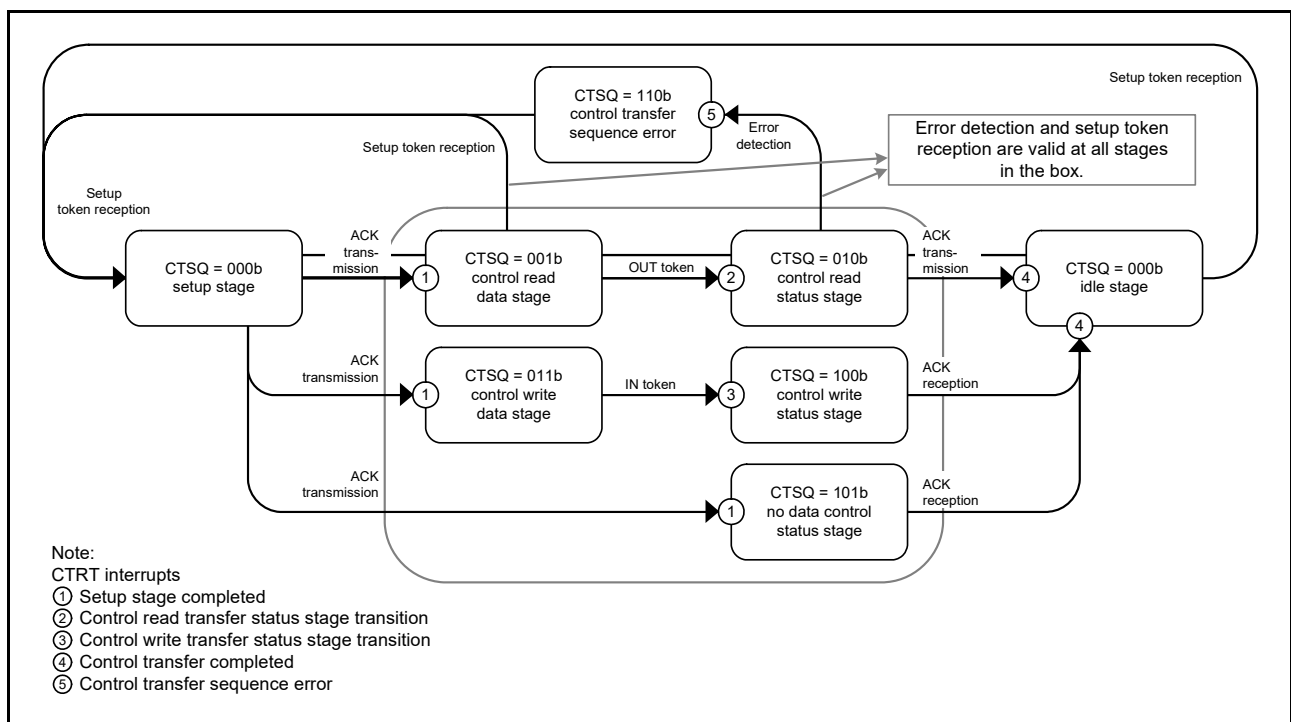 Setup token reception
CTSQ = 110b
control transfer
sequence error
5
Error
detection
Setup token reception
Error detection and setup token
reception are valid at all stages
in the box.
Setup
token reception
CTSQ = 000b
setup stage
ACK
trans-
mission
1
CTSQ = 001b
control read
data stage
OUT token
2
CTSQ = 010b
control read
status stage
ACK
trans-
mission
4
CTSQ = 000b
idle stage
4
ACK
transmission
1
CTSQ = 011b
control write
data stage
IN token
3
CTSQ = 100b
control write
status stage
ACK
reception
ACK
transmission
1
CTSQ = 101b
no data control
status stage
ACK
reception
Note:
CTRT interrupts
① Setup stage completed
② Control read transfer status stage transition
③ Control write transfer status stage transition
④ Control transfer completed
⑤ Control transfer sequence error